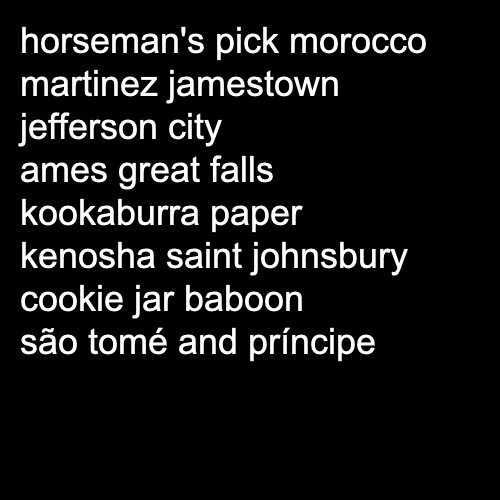 horseman's pick morocco
martinez jamestown
jefferson city
ames great falls
kookaburra paper
kenosha saint johnsbury
cookie jar baboon
são tomé and príncipe